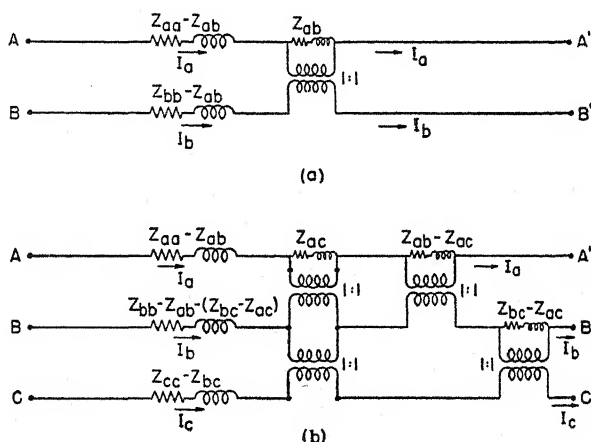 Zaa-Zab
Zab
A
A'
Ia
Ia
1:1
Zbb-Zab
B
B'
Ib
Ib
(a)
Zaa-Zab
Zac
Zab-Zac
A
A'
Ia
Ia
1:1
1:1
Zbb-Zab-(Zbc-Zac)
Zbc-Zac
B
B
Ib
Ib
1:1
1:1
Zcc-Zbc
C
C
Ic
Ic
(b)